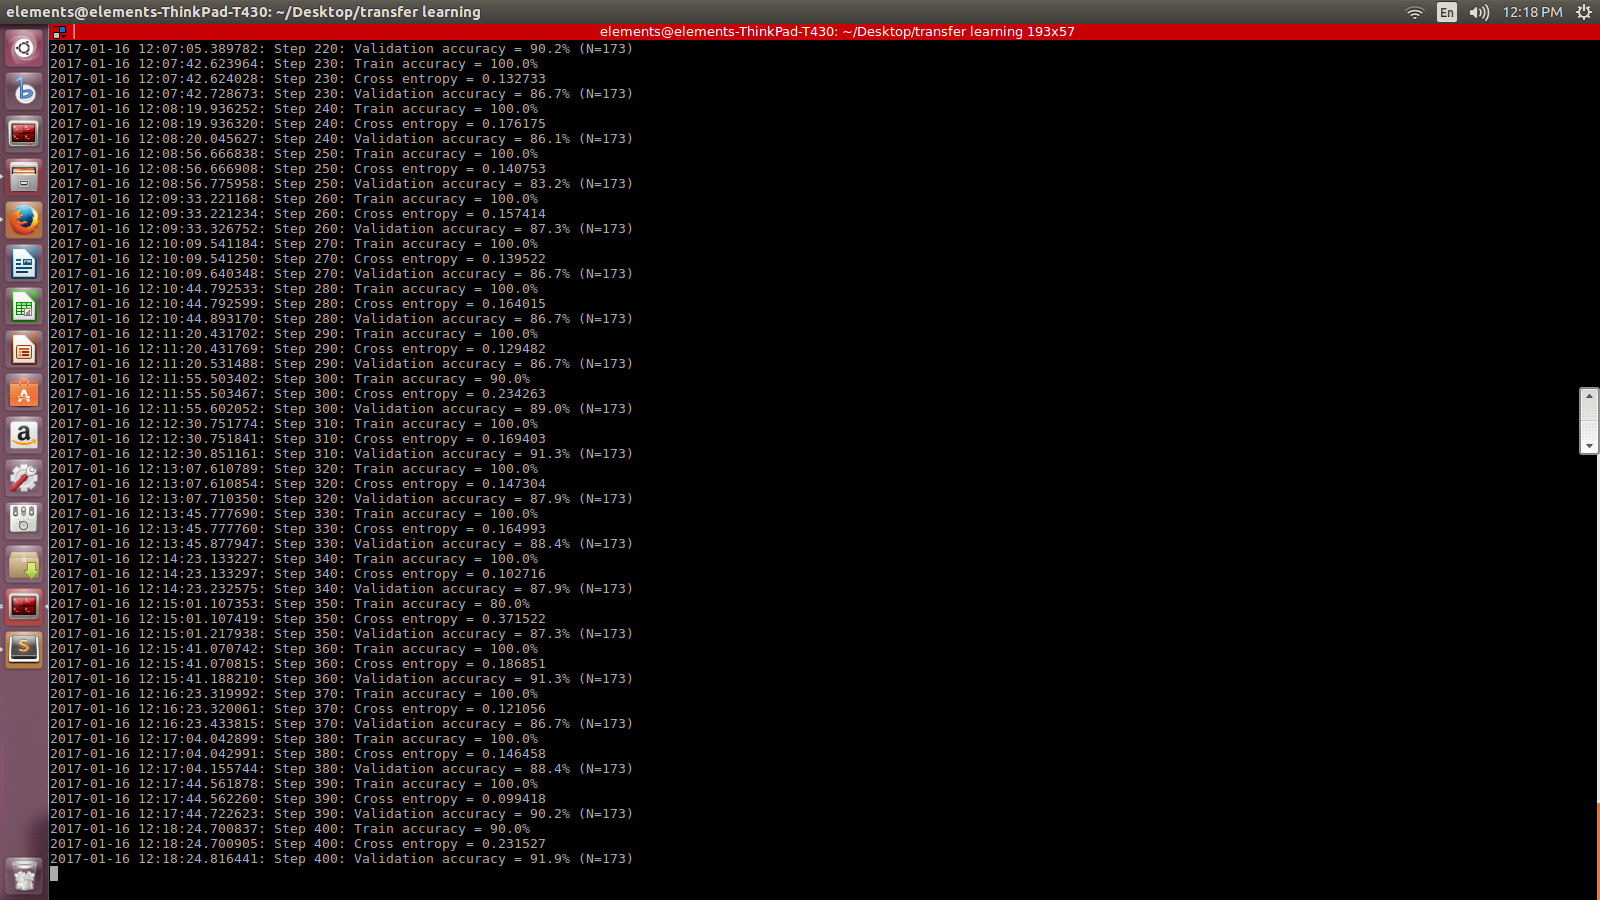 elements@elements-ThinkPad-T430: ~/Desktop/transfer learning
En
12:18 PM
elements@elements-ThinkPad-T430: ~/Desktop/transfer learning 193x57
2017-01-16 12:07:05.389782: Step 220: Validation accuracy = 90.2% (N=173)
2017-01-16 12:07:42.623964: Step 230: Train accuracy = 100.0%
2017-01-16 12:07:42.624028: Step 230: Cross entropy = 0.132733
2017-01-16 12:07:42.728673: Step 230: Validation accuracy = 86.7% (N=173)
2017-01-16 12:08:19.936252: Step 240: Train accuracy = 100.0%
2017-01-16 12:08:19.936320: Step 240: Cross entropy = 0.176175
2017-01-16 12:08:20.045627: Step 240: Validation accuracy = 86.1% (N=173)
2017-01-16 12:08:56.666838: Step 250: Train accuracy = 100.0%
2017-01-16 12:08:56.666908: Step 250: Cross entropy = 0.140753
2017-01-16 12:08:56.775958: Step 250: Validation accuracy = 83.2% (N=173)
2017-01-16 12:09:33.221168: Step 260: Train accuracy = 100.0%
2017-01-16 12:09:33.221234: Step 260: Cross entropy = 0.157414
2017-01-16 12:09:33.326752: Step 260: Validation accuracy = 87.3% (N=173)
2017-01-16 12:10:09.541184: Step 270: Train accuracy = 100.0%
2017-01-16 12:10:09.541250: Step 270: Cross entropy = 0.139522
2017-01-16 12:10:09.640348: Step 270: Validation accuracy = 86.7% (N=173)
2017-01-16 12:10:44.792533: Step 280: Train accuracy = 100.0%
2017-01-16 12:10:44.792599: Step 280: Cross entropy = 0.164015
2017-01-16 12:10:44.893170: Step 280: Validation accuracy = 86.7% (N=173)
2017-01-16 12:11:20.431702: Step 290: Train accuracy = 100.0%
2017-01-16 12:11:20.431769: Step 290: Cross entropy = 0.129482
2017-01-16 12:11:20.531488: Step 290: Validation accuracy = 86.7% (N=173)
2017-01-16 12:11:55.503402: Step 300: Train accuracy = 90.0%
2017-01-16 12:11:55.503467: Step 300: Cross entropy = 0.234263
2017-01-16 12:11:55.602052: Step 300: Validation accuracy = 89.0% (N=173)
2017-01-16 12:12:30.751774: Step 310: Train accuracy = 100.0%
2017-01-16 12:12:30.751841: Step 310: Cross entropy = 0.169403
2017-01-16 12:12:30.851161: Step 310: Validation accuracy = 91.3% (N=173)
2017-01-16 12:13:07.610789: Step 320: Train accuracy = 100.0%
2017-01-16 12:13:07.610854: Step 320: Cross entropy = 0.147304
2017-01-16 12:13:07.710350: Step 320: Validation accuracy = 87.9% (N=173)
2017-01-16 12:13:45.777690: Step 330: Train accuracy = 100.0%
2017-01-16 12:13:45.777760: Step 330: Cross entropy = 0.164993
2017-01-16 12:13:45.877947: Step 330: Validation accuracy = 88.4% (N=173)
2017-01-16 12:14:23.133227: Step 340: Train accuracy = 100.0%
2017-01-16 12:14:23.133297: Step 340: Cross entropy = 0.102716
2017-01-16 12:14:23.232575: Step 340: Validation accuracy = 87.9% (N=173)
2017-01-16 12:15:01.107353: Step 350: Train accuracy = 80.0%
2017-01-16 12:15:01.107419: Step 350: Cross entropy = 0.371522
2017-01-16 12:15:01.217938: Step 350: Validation accuracy = 87.3% (N=173)
2017-01-16 12:15:41.070742: Step 360: Train accuracy = 100.0%
2017-01-16 12:15:41.070815: Step 360: Cross entropy = 0.186851
2017-01-16 12:15:41.188210: Step 360: Validation accuracy = 91.3% (N=173)
2017-01-16 12:16:23.319992: Step 370: Train accuracy = 100.0%
2017-01-16 12:16:23.320061: Step 370: Cross entropy = 0.121056
2017-01-16 12:16:23.433815: Step 370: Validation accuracy = 86.7% (N=173)
2017-01-16 12:17:04.042899: Step 380: Train accuracy = 100.0%
2017-01-16 12:17:04.042991: Step 380: Cross entropy = 0.146458
2017-01-16 12:17:04.155744: Step 380: Validation accuracy = 88.4% (N=173)
2017-01-16 12:17:44.561878: Step 390: Train accuracy = 100.0%
2017-01-16 12:17:44.562260: Step 390: Cross entropy = 0.099418
2017-01-16 12:17:44.722623: Step 390: Validation accuracy = 90.2% (N=173)
2017-01-16 12:18:24.700837: Step 400: Train accuracy = 90.0%
2017-01-16 12:18:24.700905: Step 400: Cross entropy = 0.231527
2017-01-16 12:18:24.816441: Step 400: Validation accuracy = 91.9% (N=173)